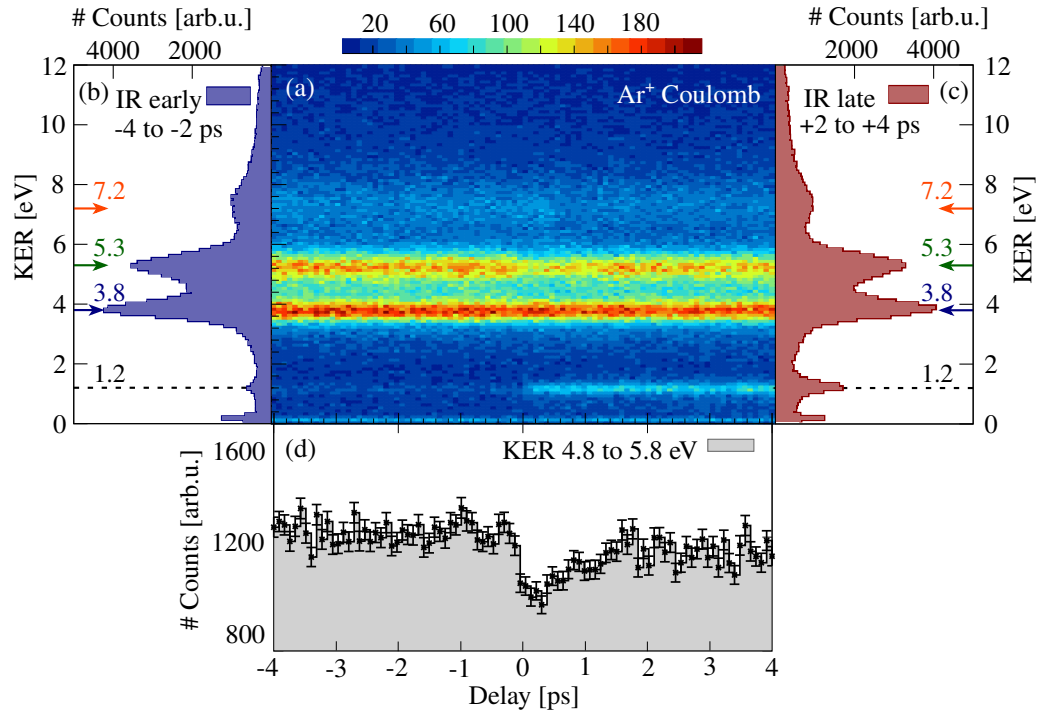 # Counts [arb.u.]
4000 2000
20 60 100 140 180
# Counts [arb.u.]
2000 4000
12
10
8
6
4
2
0
KER [eV]
(b) IR early
-4 to -2 ps
7.2
5.3
3.8
1.2
(a) Ar⁺ Coulomb
IR late (c)
+2 to +4 ps
7.2
5.3
3.8
1.2
12
10
8
6
4
2
0
KER [eV]
(d) KER 4.8 to 5.8 eV
1600
1200
800
# Counts [arb.u.]
-4 -3 -2 -1 0 1 2 3 4
Delay [ps]